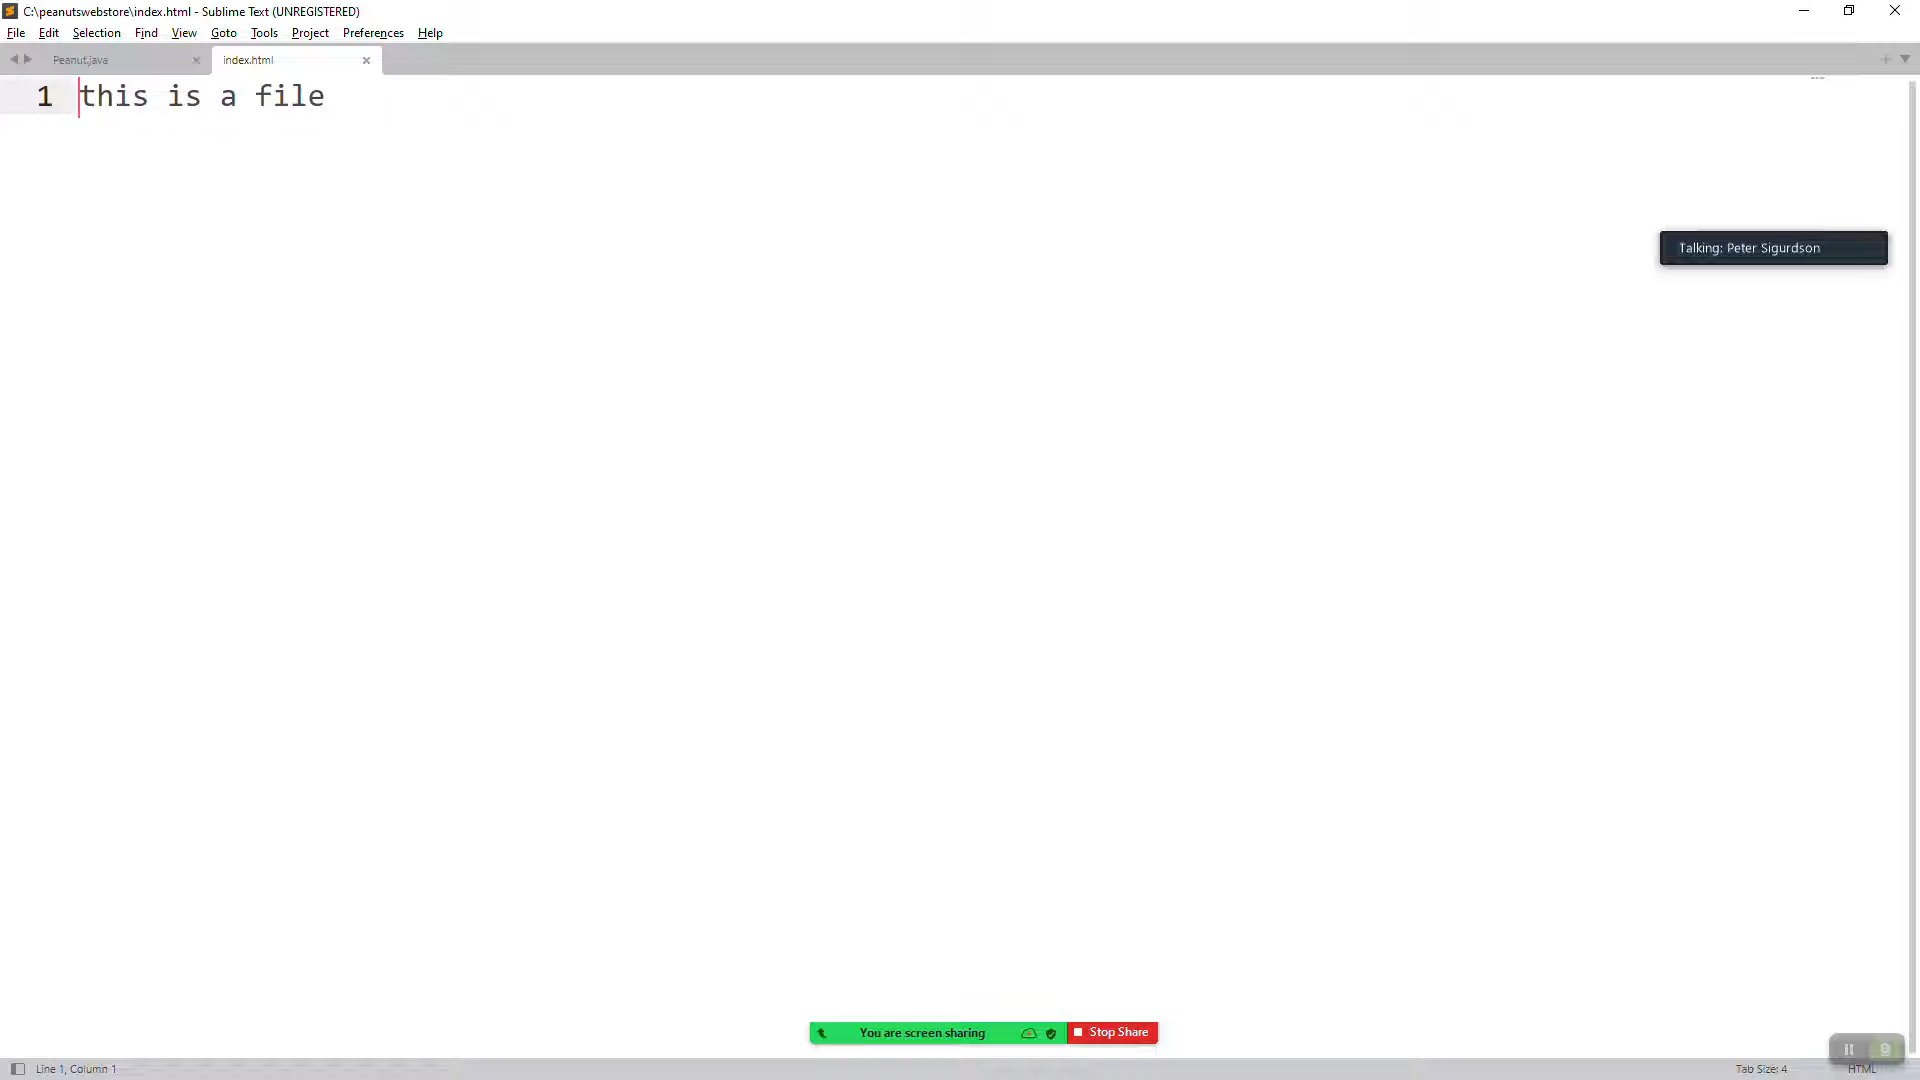 C:\peanutswebstore\index.html - Sublime Text (UNREGISTERED)
File Edit Selection Find View Goto Tools Project Preferences Help
Peanut.java index.html
1 this is a file
Talking: Peter Sigurdson
You are screen sharing Stop Share
Line 1, Column 1 Tab Size: 4 HTML